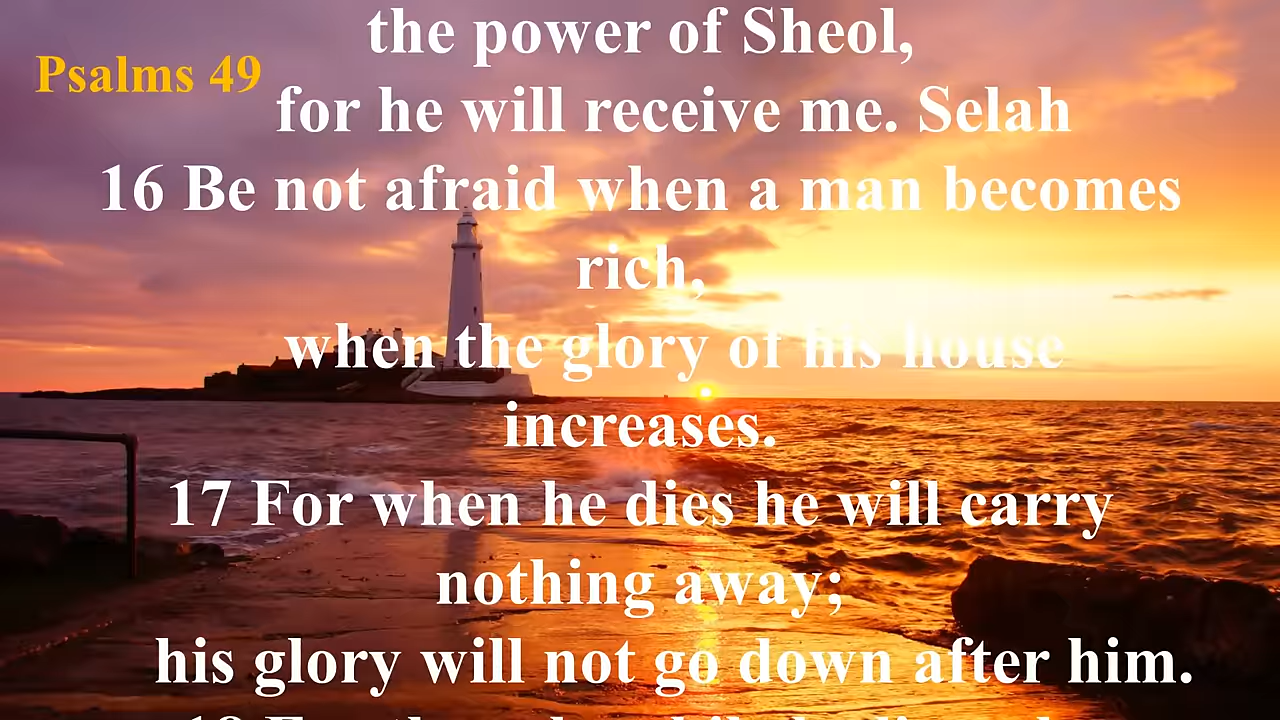 the power of Sheol,
Psalms 49
for he will receive me. Selah
16 Be not afraid when a man becomes
rich,
when the glory of his house
increases.
17 For when he dies he will carry
nothing away;
his glory will not go down after him.